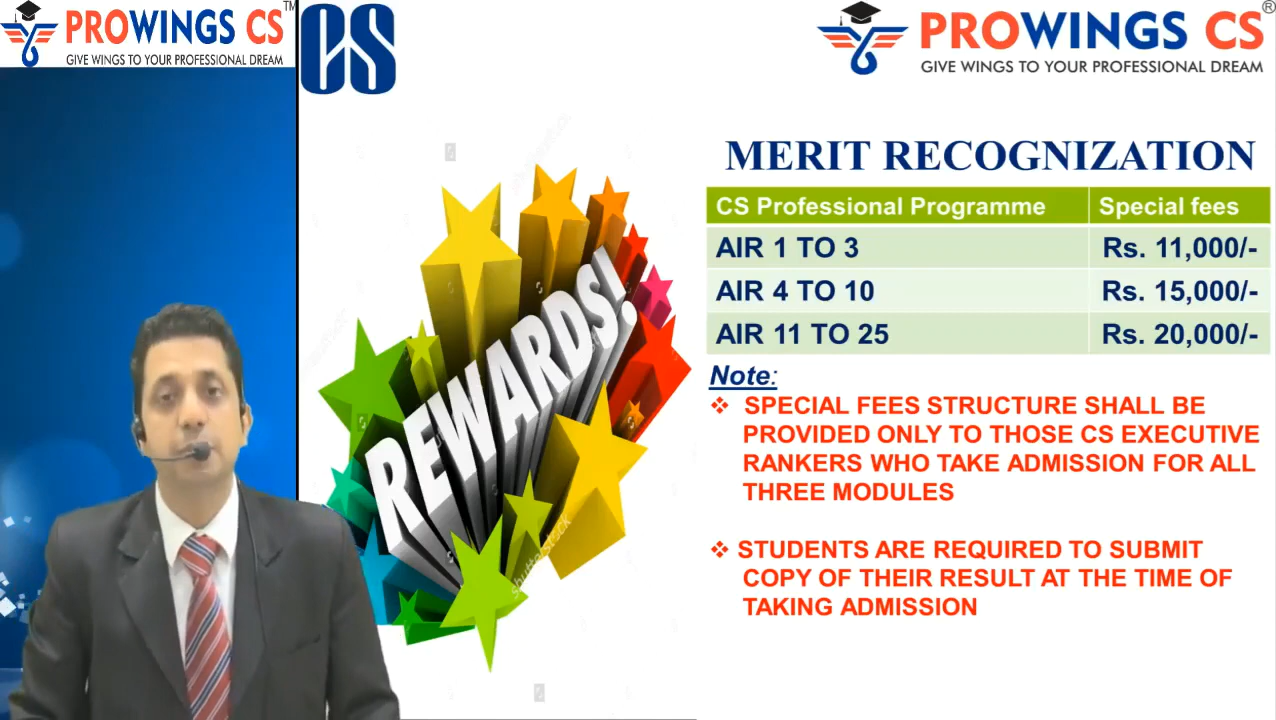 PROWINGS CS TM
GIVE WINGS TO YOUR PROFESSIONAL DREAM
CS
PROWINGS CS ®
GIVE WINGS TO YOUR PROFESSIONAL DREAM
REWARDS!
shutterstock
MERIT RECOGNIZATION
CS Professional Programme Special fees
AIR 1 TO 3 Rs. 11,000/-
AIR 4 TO 10 Rs. 15,000/-
AIR 11 TO 25 Rs. 20,000/-
Note:
❖ SPECIAL FEES STRUCTURE SHALL BE
PROVIDED ONLY TO THOSE CS EXECUTIVE
RANKERS WHO TAKE ADMISSION FOR ALL
THREE MODULES
❖ STUDENTS ARE REQUIRED TO SUBMIT
COPY OF THEIR RESULT AT THE TIME OF
TAKING ADMISSION